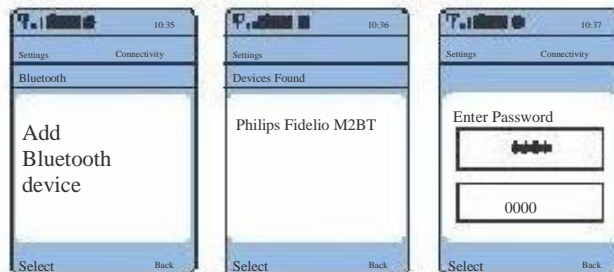 10:35
Settings Connectivity
Bluetooth
Add
Bluetooth
device
Select Back
10:36
Settings
Devices Found
Philips Fidelio M2BT
Select Back
10:37
Settings Connectivity
Enter Password
0000
Select Back